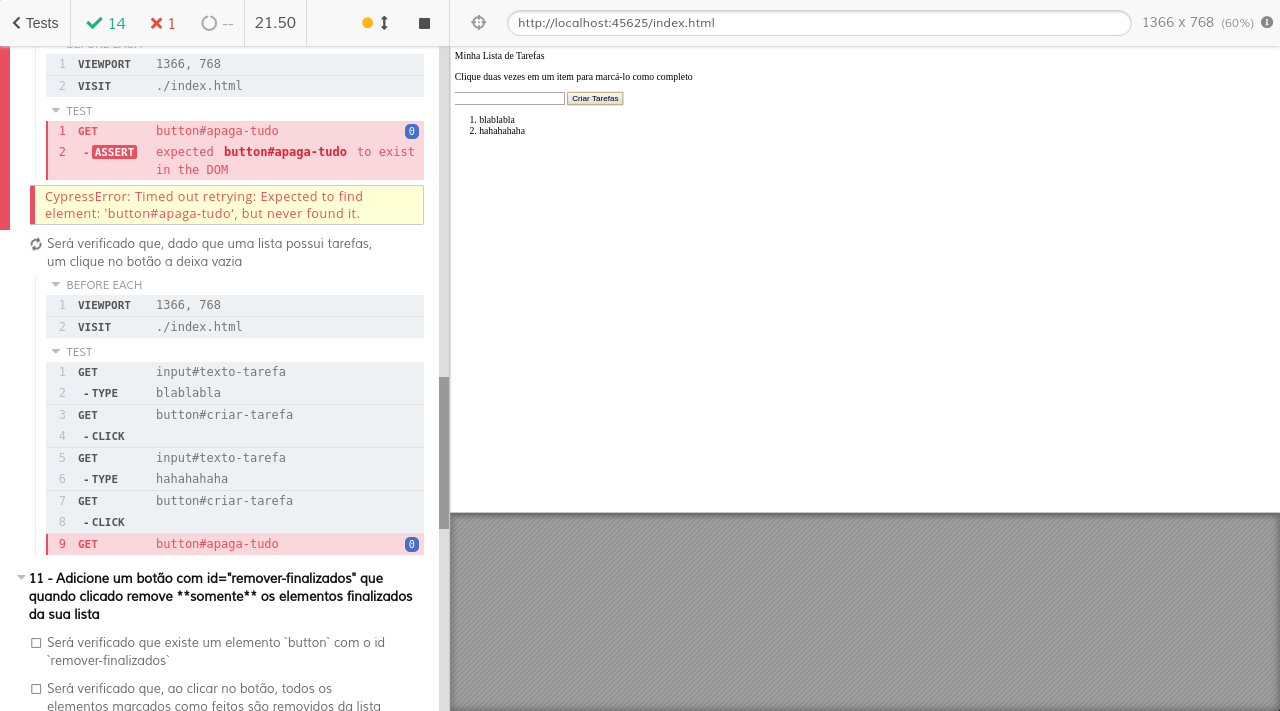 Tests
14
1
--
21.50
http://localhost:45625/index.html
1366 x 768 (60%)
BEFORE EACH
1 VIEWPORT 1366, 768
2 VISIT ./index.html
TEST
1 GET button#apaga-tudo 0
2 - ASSERT expected button#apaga-tudo to exist
in the DOM
CypressError: Timed out retrying: Expected to find
element: 'button#apaga-tudo', but never found it.
Será verificado que, dado que uma lista possui tarefas,
um clique no botão a deixa vazia
BEFORE EACH
1 VIEWPORT 1366, 768
2 VISIT ./index.html
TEST
1 GET input#texto-tarefa
2 - TYPE blablabla
3 GET button#criar-tarefa
4 - CLICK
5 GET input#texto-tarefa
6 - TYPE hahahahaha
7 GET button#criar-tarefa
8 - CLICK
9 GET button#apaga-tudo 0
11 - Adicione um botão com id="remover-finalizados" que
quando clicado remove **somente** os elementos finalizados
da sua lista
Será verificado que existe um elemento `button` com o id
`remover-finalizados`
Será verificado que, ao clicar no botão, todos os
elementos marcados como feitos são removidos da lista
Minha Lista de Tarefas
Clique duas vezes em um item para marcá-lo como completo
Criar Tarefas
1. blablabla
2. hahahahaha